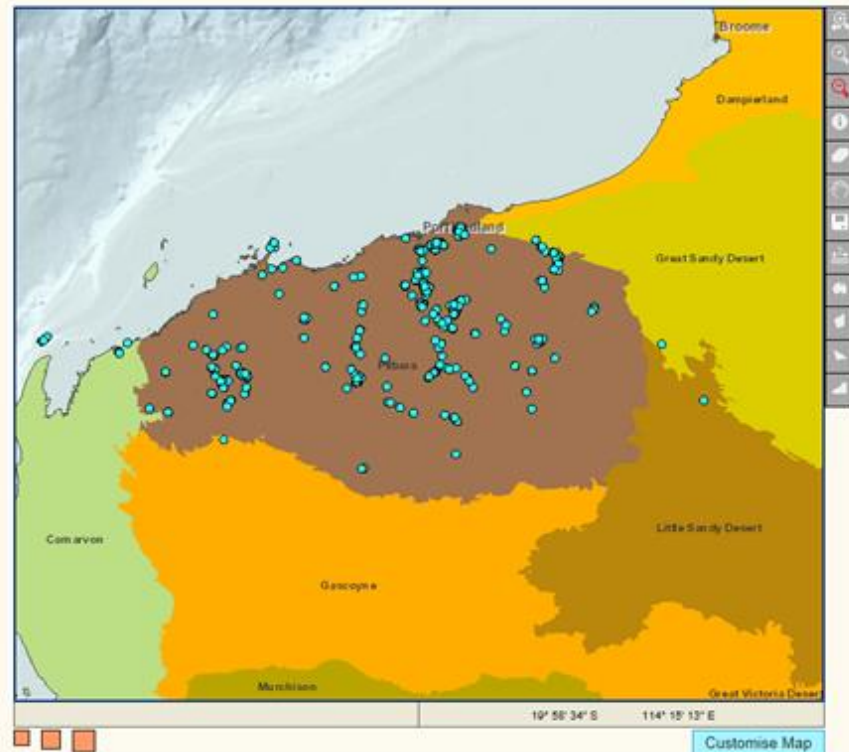 Broome
Dampierland
Port Hedland
Great Sandy Desert
Pilbara
Little Sandy Desert
Carnarvon
Gascoyne
Murchison
Great Victoria Desert
19° 58' 34" S 114° 15' 13" E
Customise Map